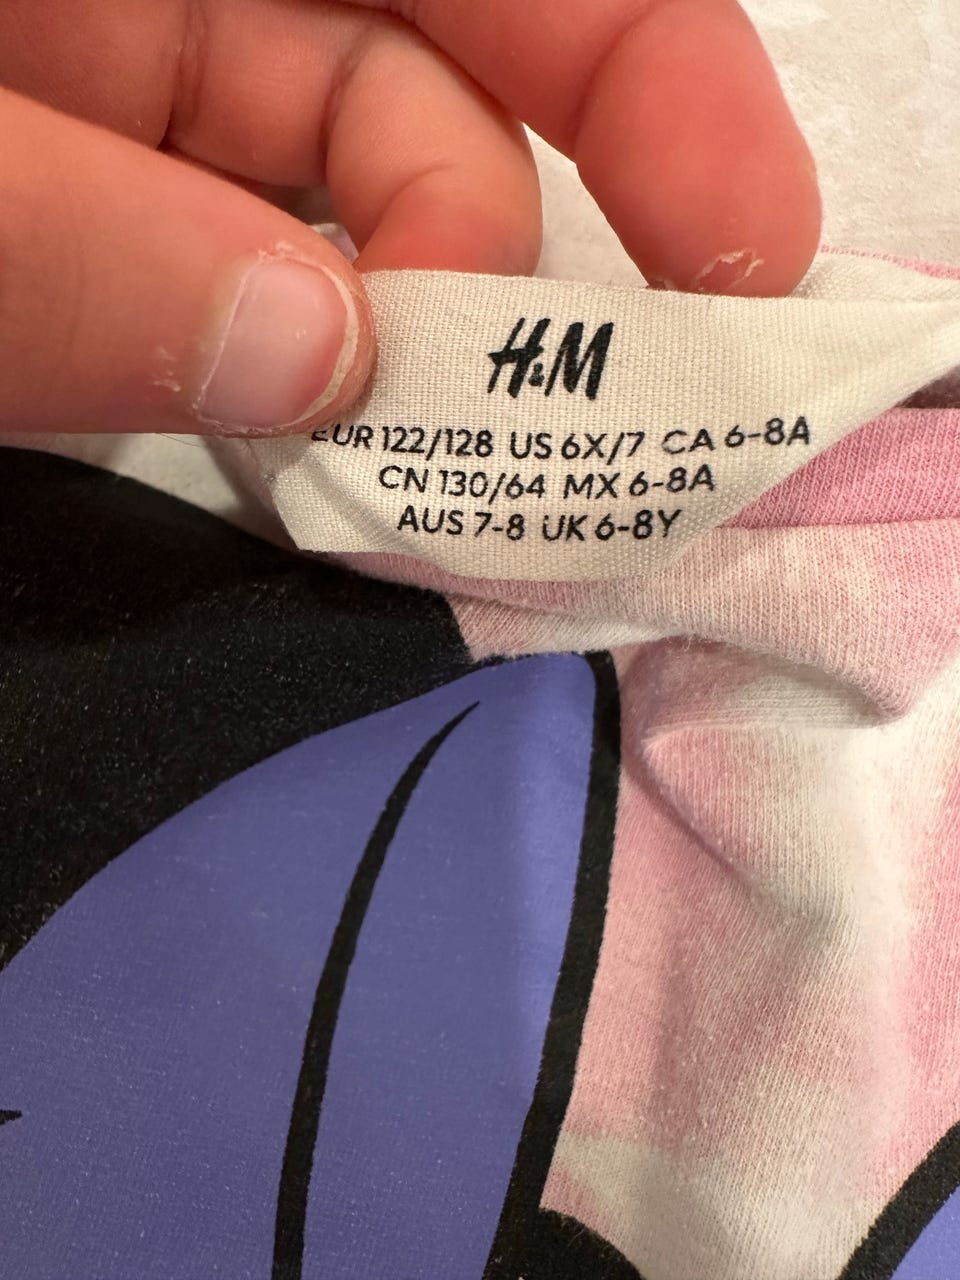 H&M
EUR 122/128 US 6X/7 CA 6-8A
CN 130/64 MX 6-8A
AUS 7-8 UK 6-8Y